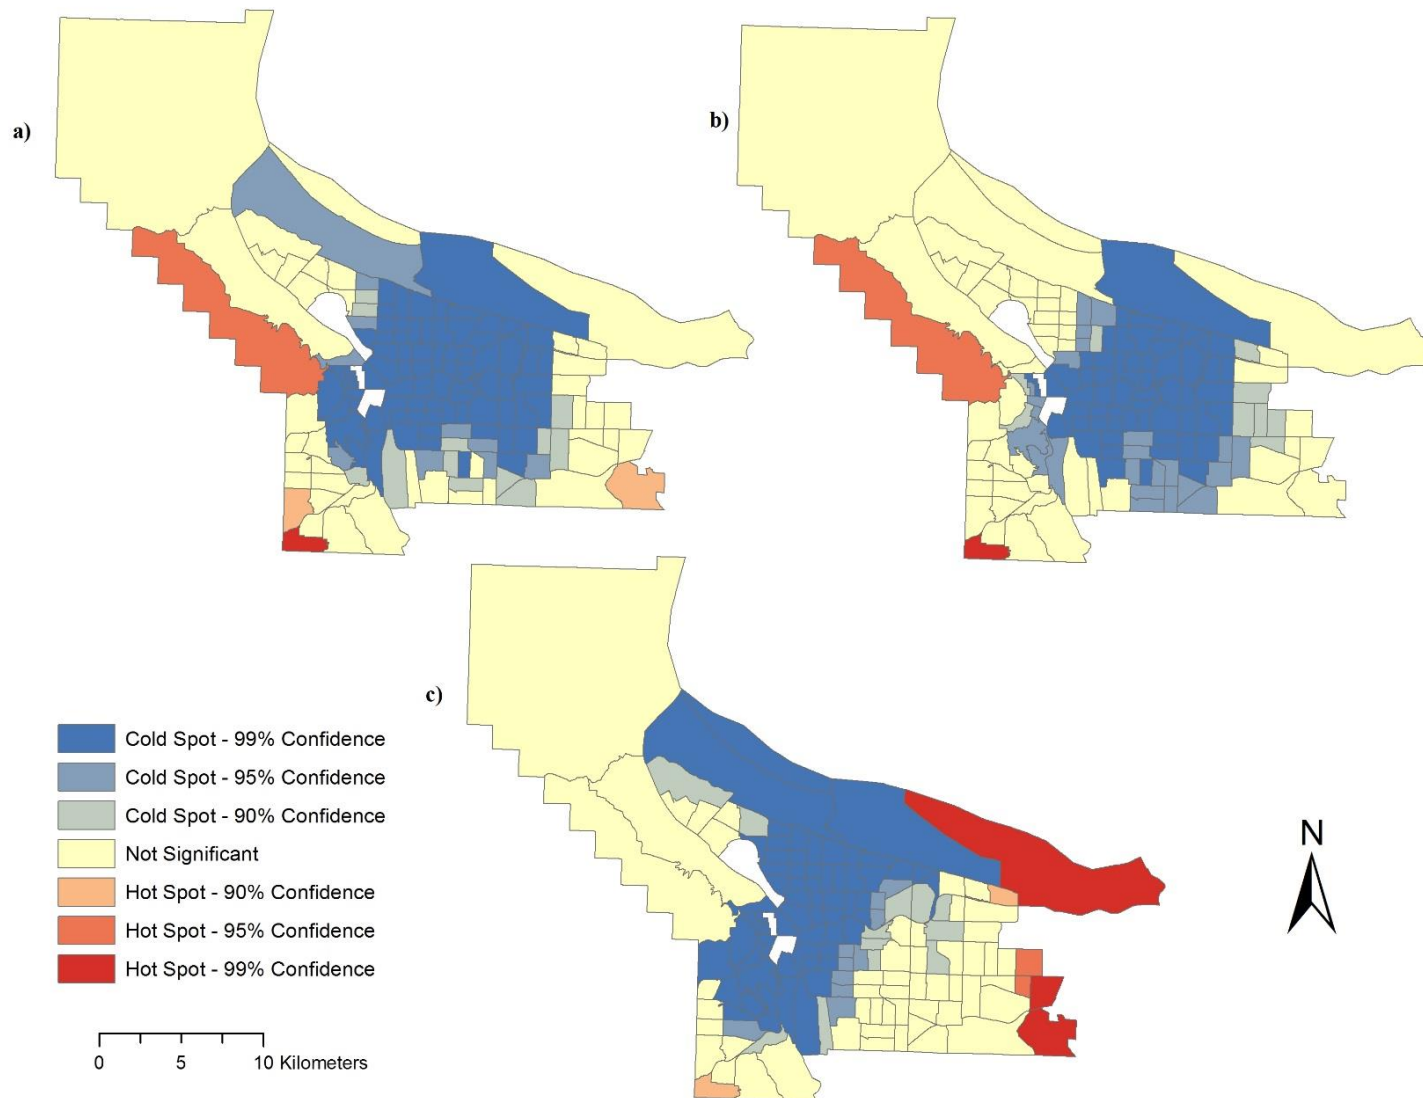 a)
b)
c)
Cold Spot - 99% Confidence
Cold Spot - 95% Confidence
Cold Spot - 90% Confidence
Not Significant
Hot Spot - 90% Confidence
Hot Spot - 95% Confidence
Hot Spot - 99% Confidence
N
0 5 10 Kilometers